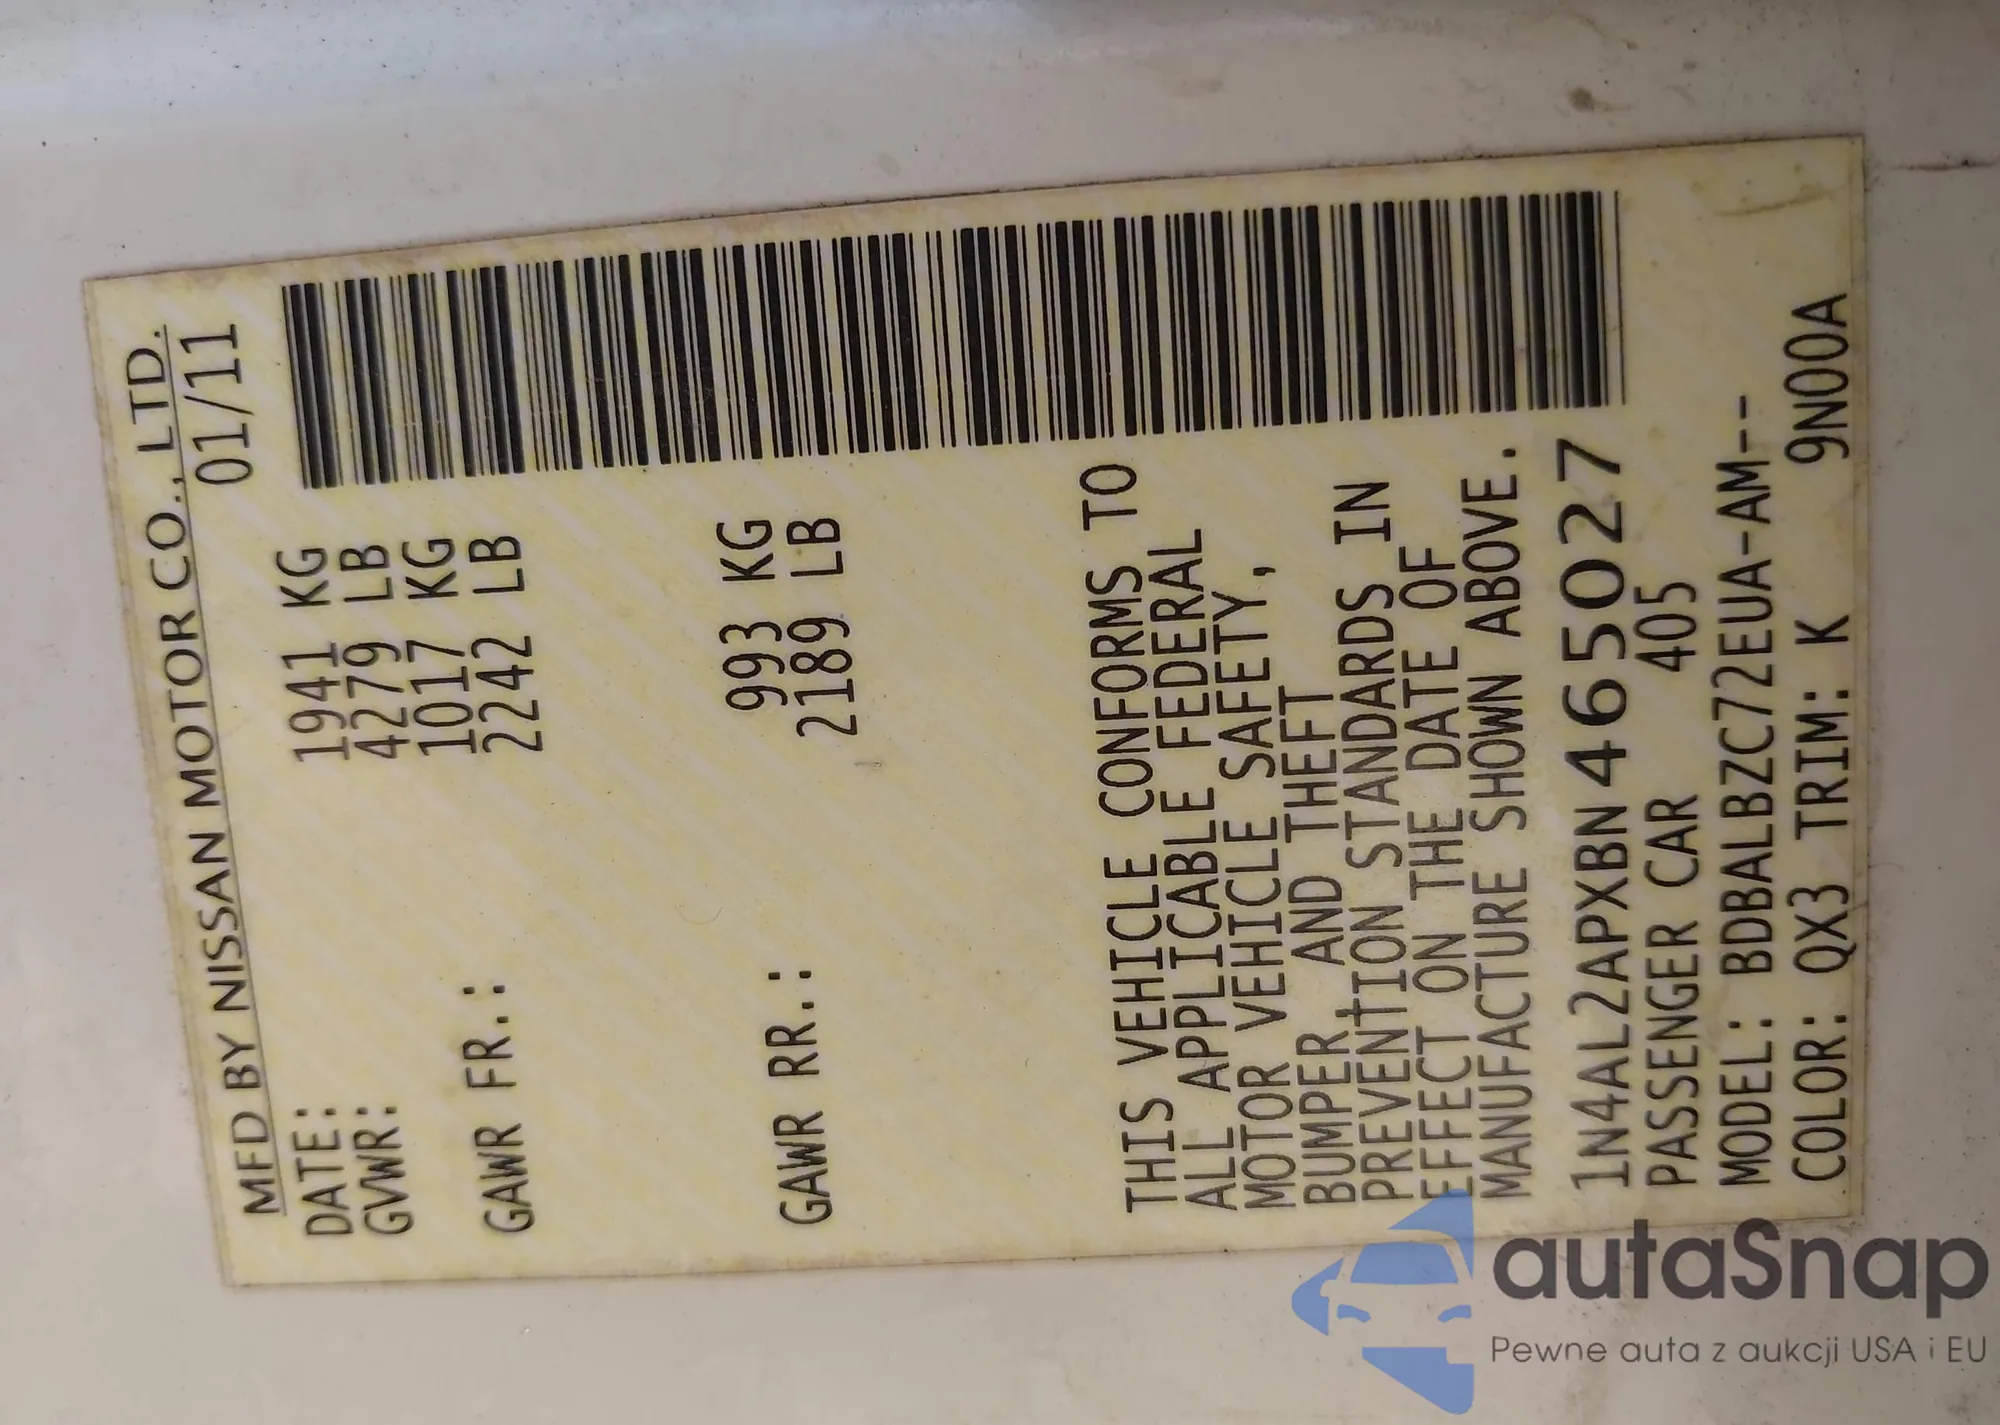 MFD BY NISSAN MOTOR CO., LTD.
DATE: 01/11
GVWR: 1941 KG
4279 LB
GAWR FR.: 1017 KG
2242 LB
GAWR RR.: 993 KG
2189 LB
THIS VEHICLE CONFORMS TO
ALL APPLICABLE FEDERAL
MOTOR VEHICLE SAFETY,
BUMPER AND THEFT
PREVENTION STANDARDS IN
EFFECT ON THE DATE OF
MANUFACTURE SHOWN ABOVE.
1N4AL2APXBN465027
PASSENGER CAR 405
MODEL: BDBALBZC72EUA-AM--
COLOR: QX3 TRIM: K 9N00A
autaSnap
Pewne auta z aukcji USA i EU